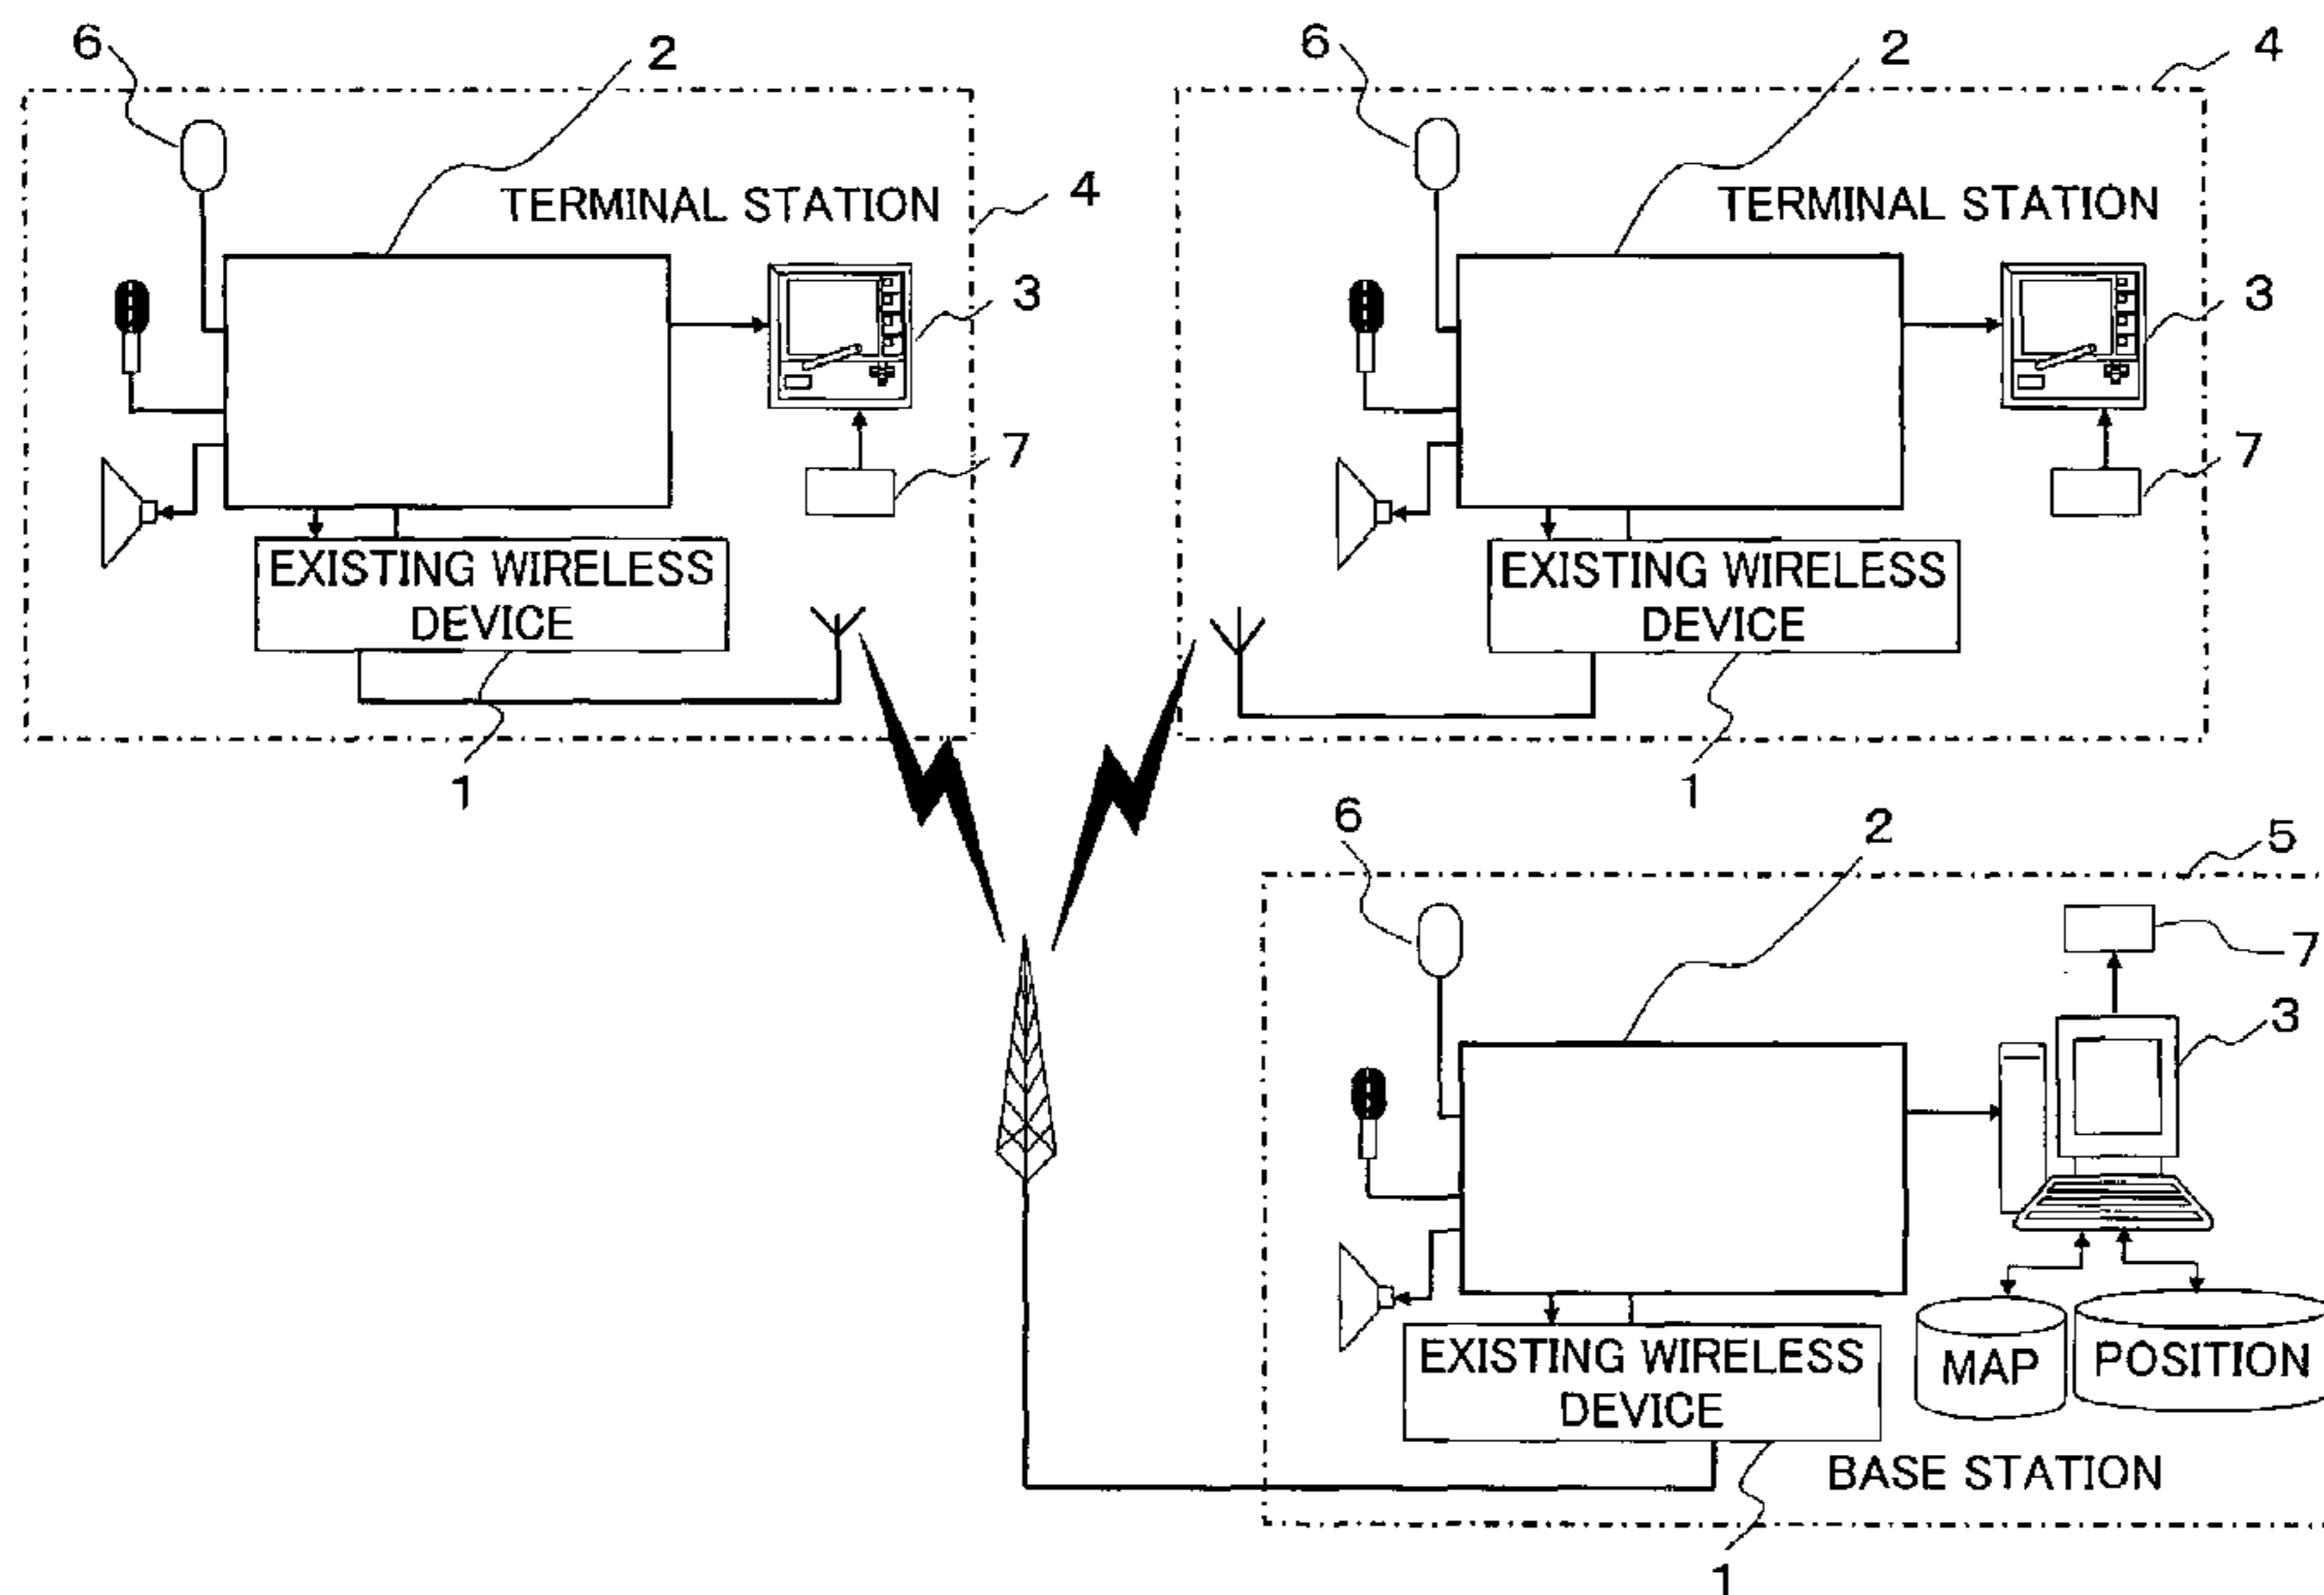 6
2
4
TERMINAL STATION
3
7
EXISTING WIRELESS
DEVICE
1
6
2
4
TERMINAL STATION
3
7
EXISTING WIRELESS
DEVICE
1
6
2
5
7
3
EXISTING WIRELESS
DEVICE
MAP
POSITION
BASE STATION
1